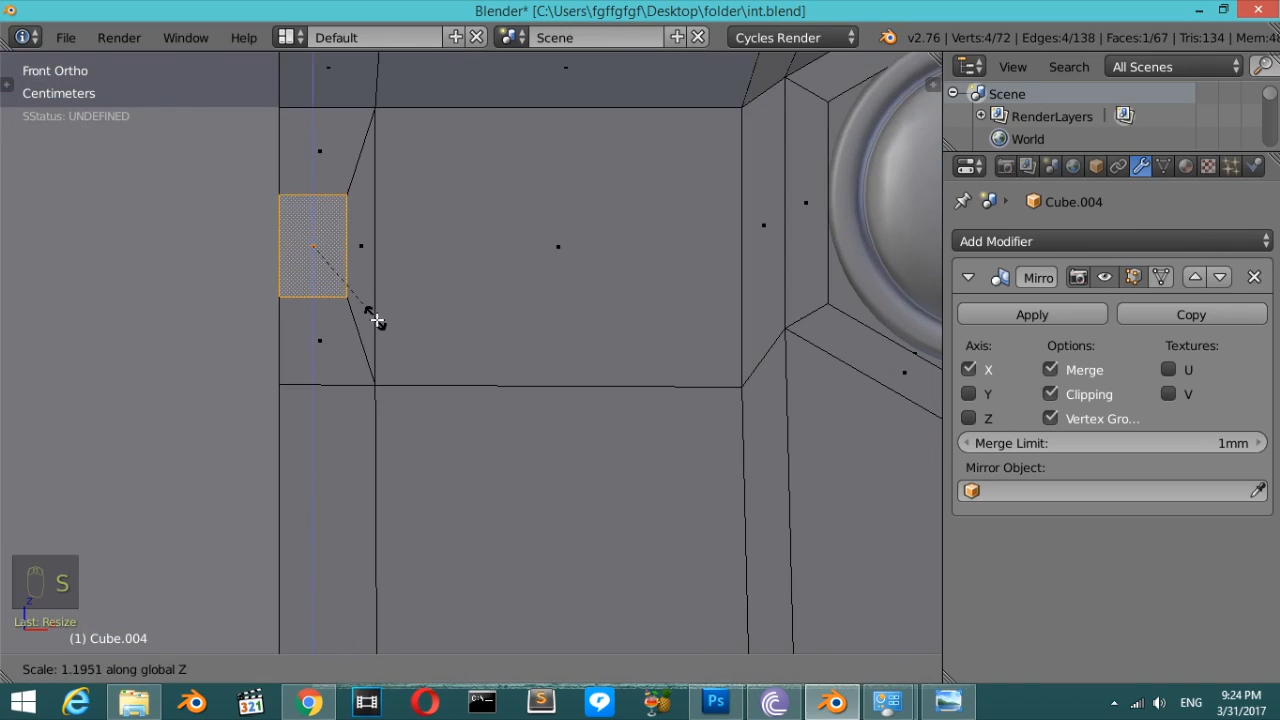 Blender* [C:\Users\fgffgfgf\Desktop\folder\int.blend]
File Render Window Help Default Scene Cycles Render v2.76 | Verts:4/72 | Edges:4/138 | Faces:1/67 | Tris:134 | Mem:48
Front Ortho
Centimeters
SStatus: UNDEFINED
View Search All Scenes
Scene
RenderLayers
World
Cube.004
Add Modifier
Mirro
Apply Copy
Axis: Options: Textures:
X Merge U
Y Clipping V
Z Vertex Gro...
Merge Limit: 1mm
Mirror Object:
S
Last: Resize
z
(1) Cube.004
Scale: 1.1951 along global Z
321
S
Ps
ENG
9:24 PM
3/31/2017